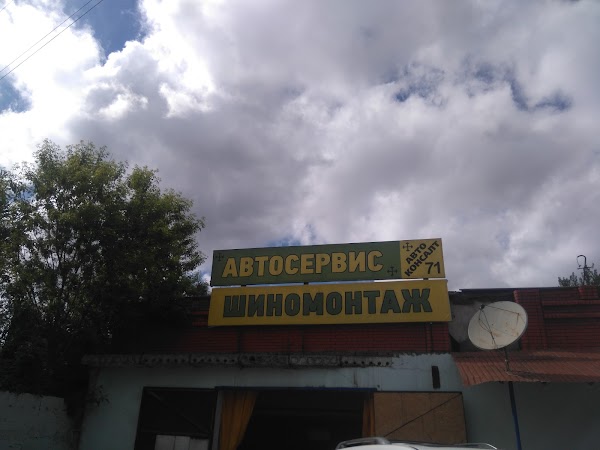 АВТОСЕРВИС
АВТО
КОНСАЛТ
71
ШИНОМОНТАЖ